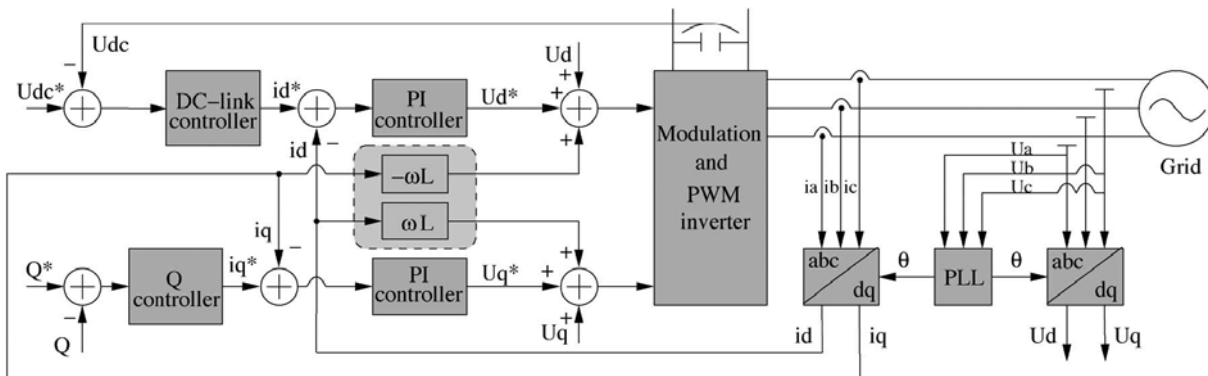 Udc
Ud
−
+
+
Udc*
DC−link
controller
id*
PI
controller
Ud*
+
id
−
−ωL
ωL
Modulation
and
PWM
inverter
Grid
Ua
Ub
Uc
ia
ib
ic
iq
−
Q*
Q
controller
iq*
PI
controller
Uq*
+
+
−
Q
+
Uq
abc
dq
θ
PLL
θ
abc
dq
id
iq
Ud
Uq